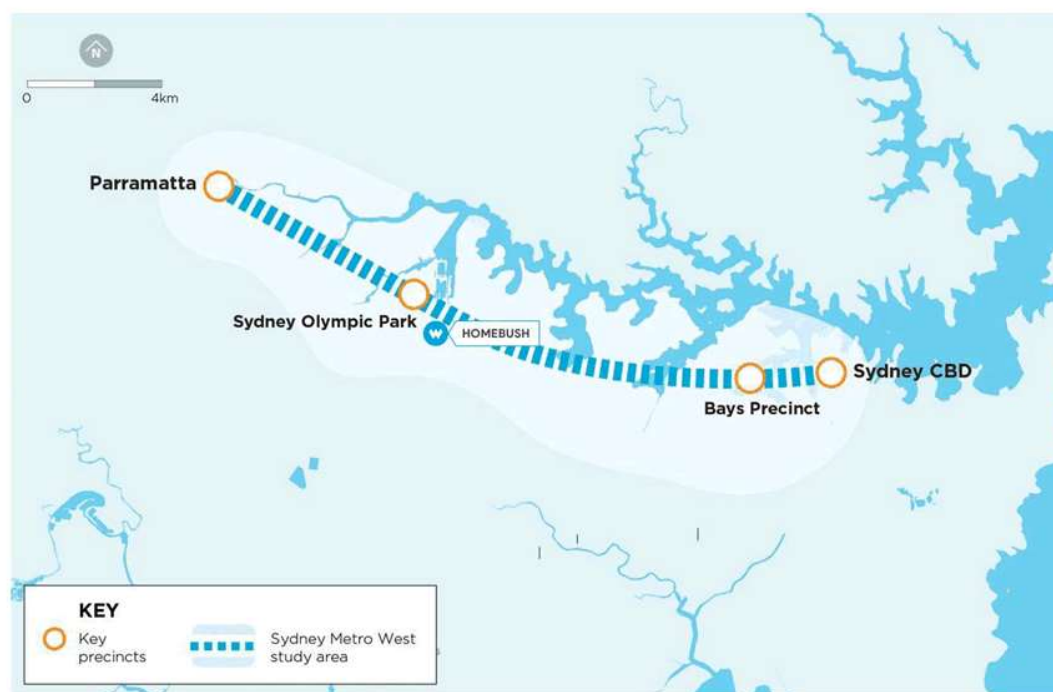 N
0 4km
Parramatta
Sydney Olympic Park
W HOMEBUSH
Sydney CBD
Bays Precinct
KEY
Key
precincts
Sydney Metro West
study area
s